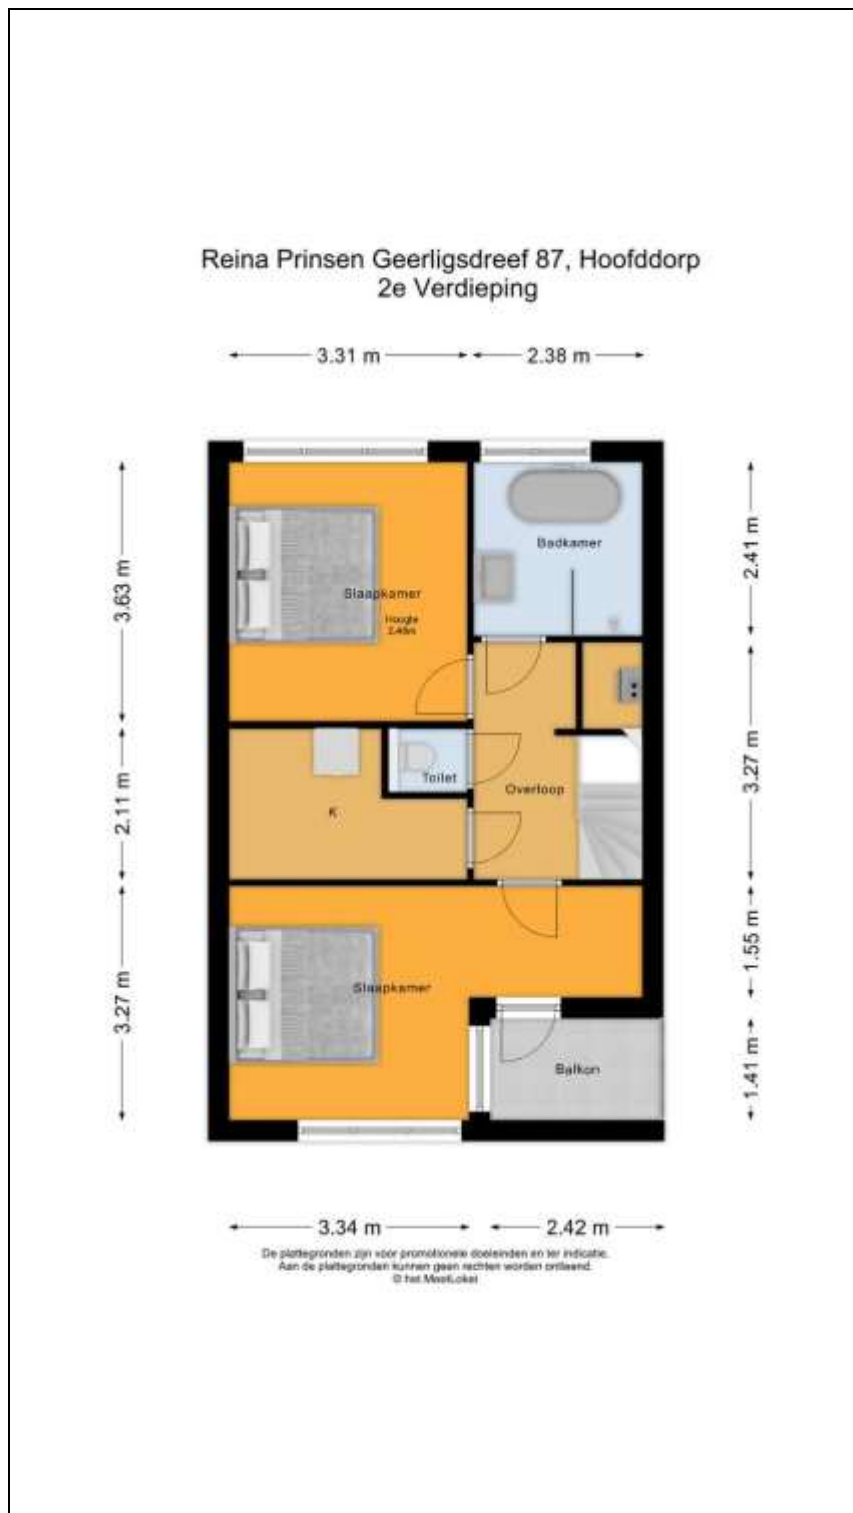 Reina Prinsen Geerligsdreef 87, Hoofddorp
2e Verdieping
3.31 m
2.38 m
3.63 m
2.41 m
Badkamer
Slaapkamer
Hoogte
2.11 m
3.27 m
Toilet
Overloop
K
3.27 m
1.55 m
Slaapkamer
1.41 m
Balkon
3.34 m
2.42 m
De plattegronden zijn voor promotionele doeleinden en ter indicatie.
Aan de plattegronden kunnen geen rechten worden ontleend.
© het MeetLoket